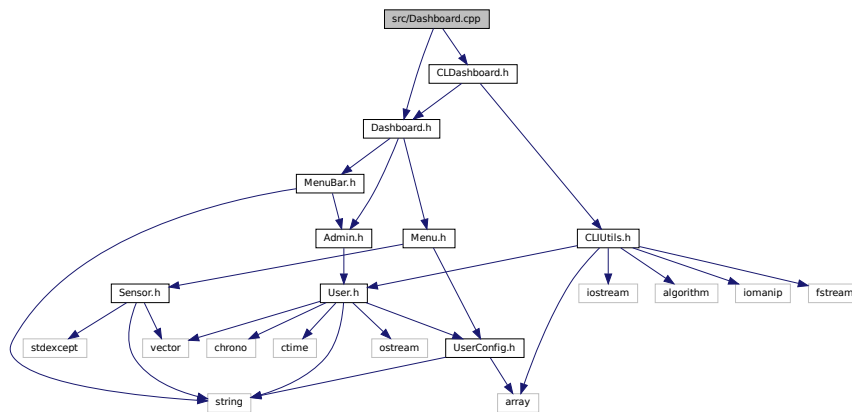 src/Dashboard.cpp
CLDashboard.h
Dashboard.h
MenuBar.h
Admin.h
Menu.h
CLIUtils.h
Sensor.h
User.h
iostream
algorithm
iomanip
fstream
stdexcept
vector
chrono
ctime
ostream
UserConfig.h
string
array